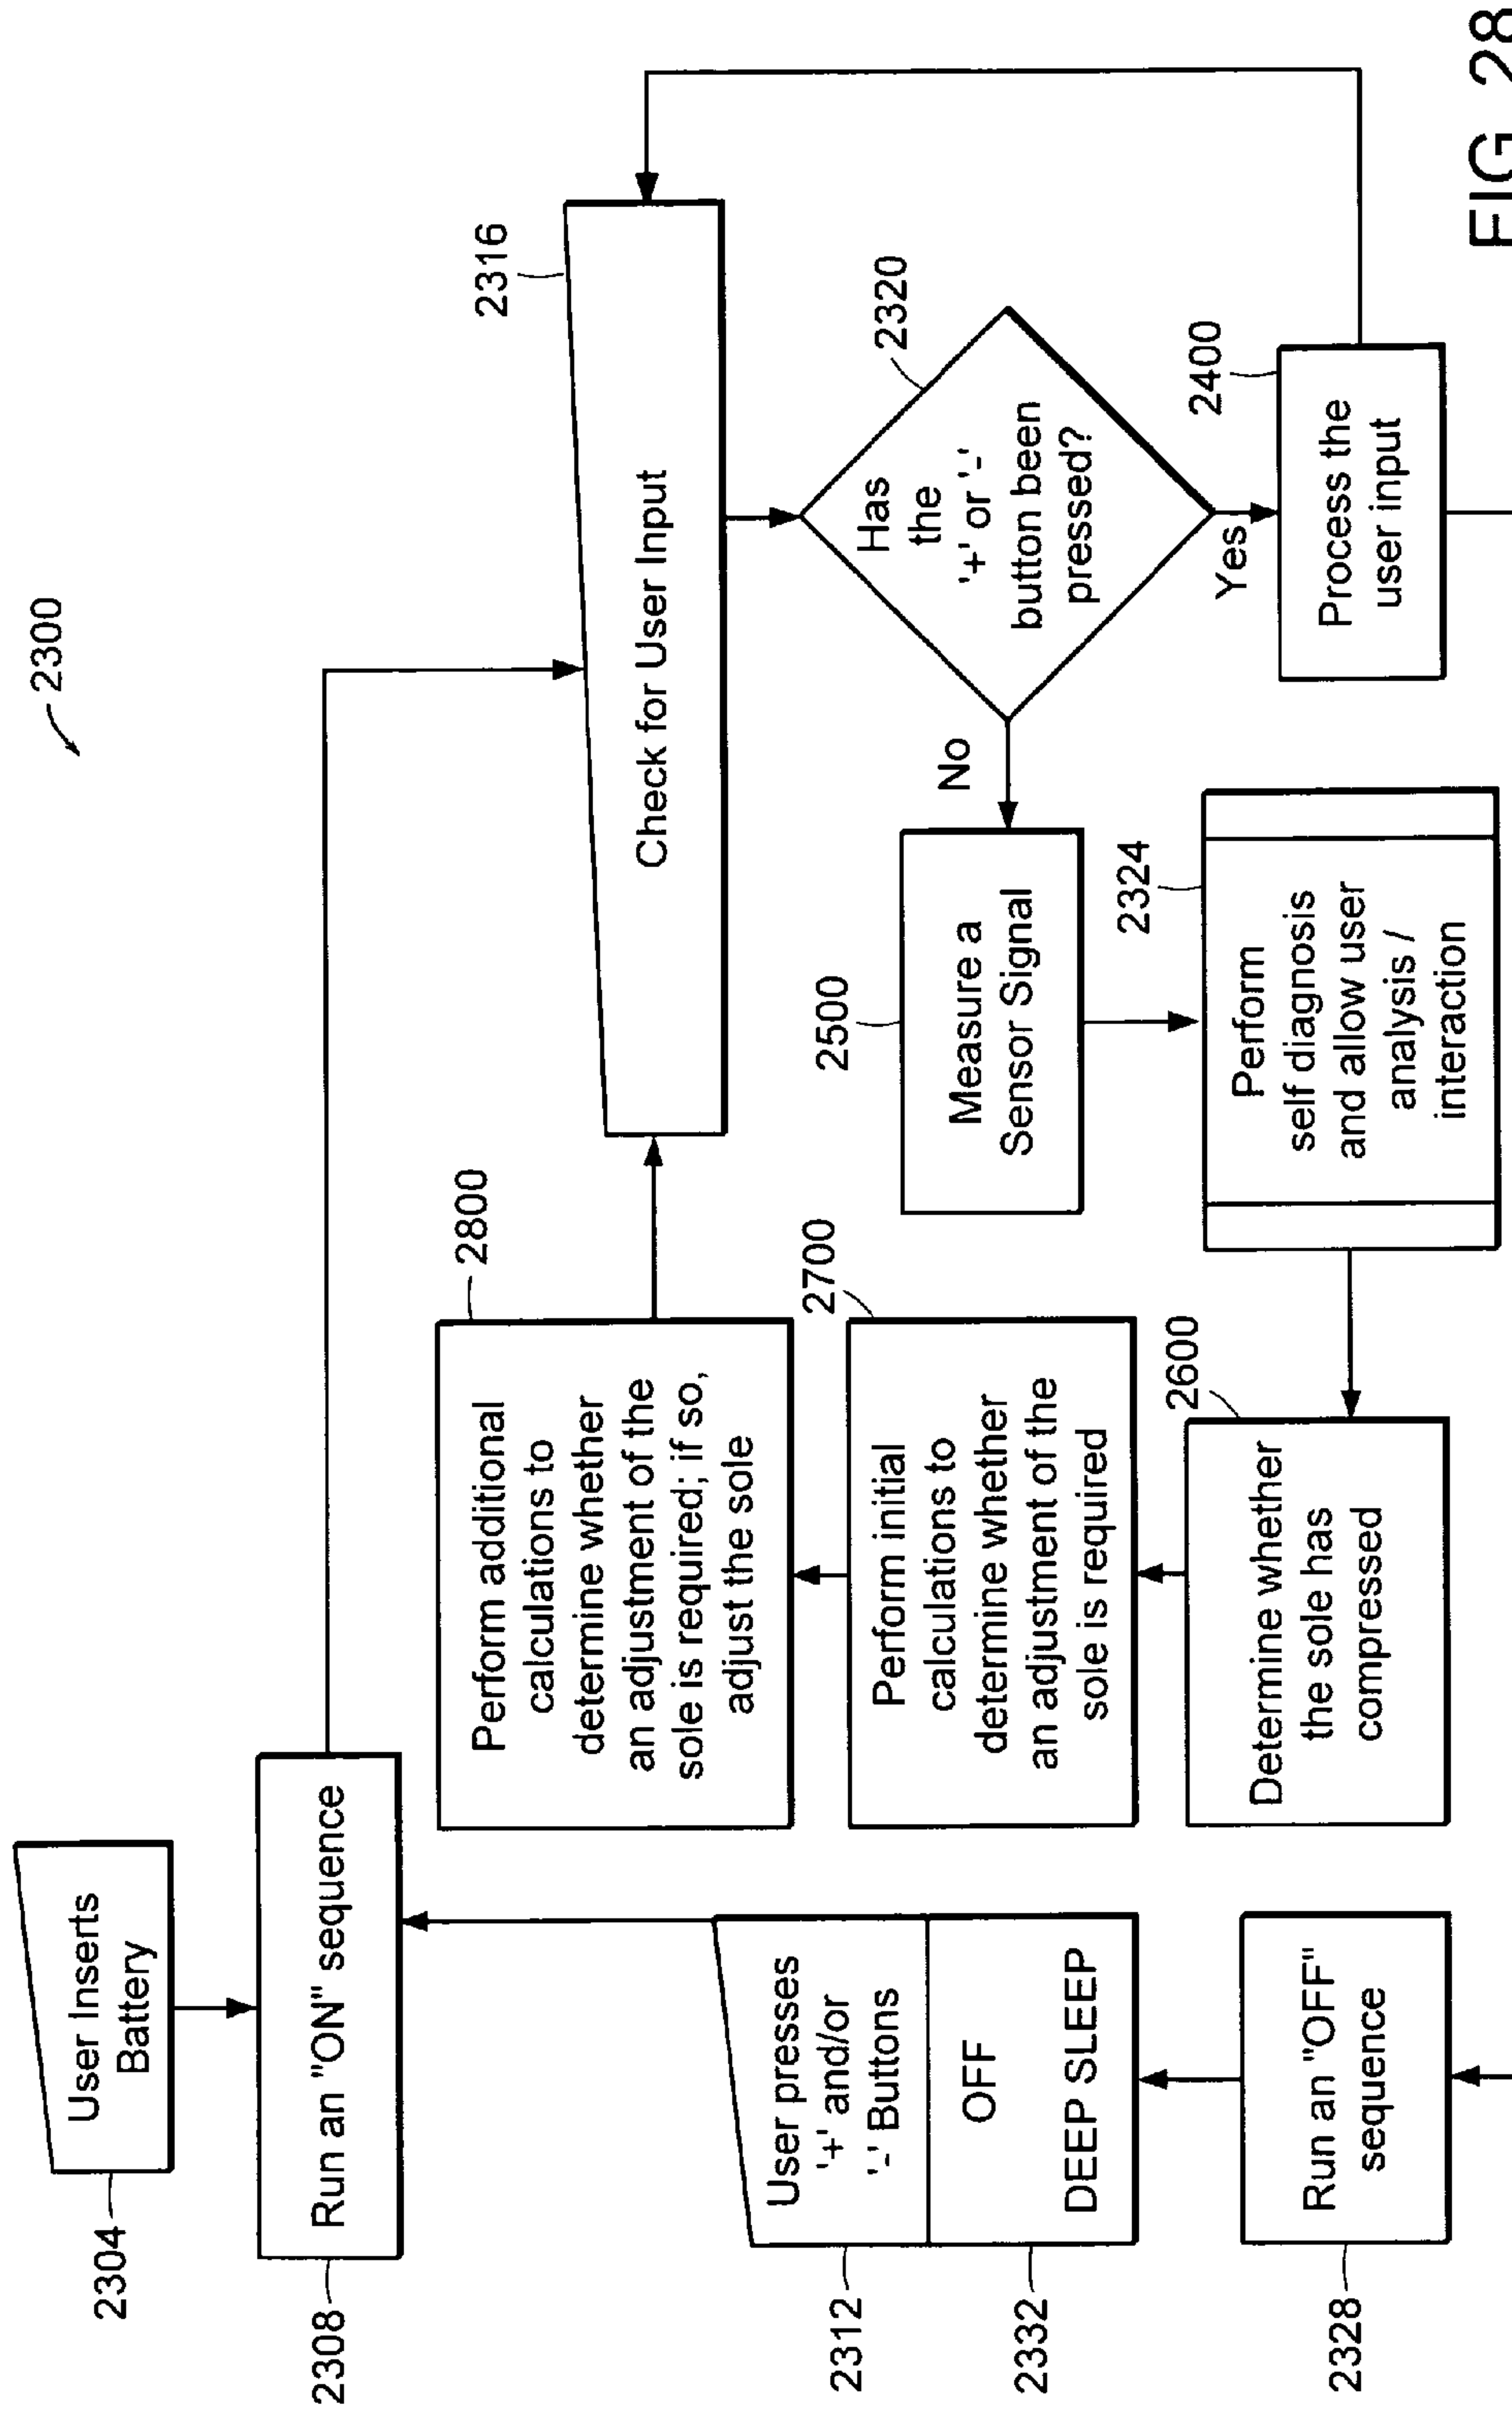 2300
User Inserts
Battery
2304
Run an "ON" sequence
2308
2316
Check for User Input
2800
Perform additional
calculations to
determine whether
an adjustment of the
sole is required; if so,
adjust the sole
2320
Has
the
'+' or '-'
button been
pressed?
No
Yes
2500
Measure a
Sensor Signal
2700
Perform initial
calculations to
determine whether
an adjustment of the
sole is required
User presses
'+' and/or
'-' Buttons
2312
OFF
DEEP SLEEP
2332
2324
Perform
self diagnosis
and allow user
analysis /
interaction
2400
Process the
user input
2600
Determine whether
the sole has
compressed
Run an "OFF"
sequence
2328
FIG 28